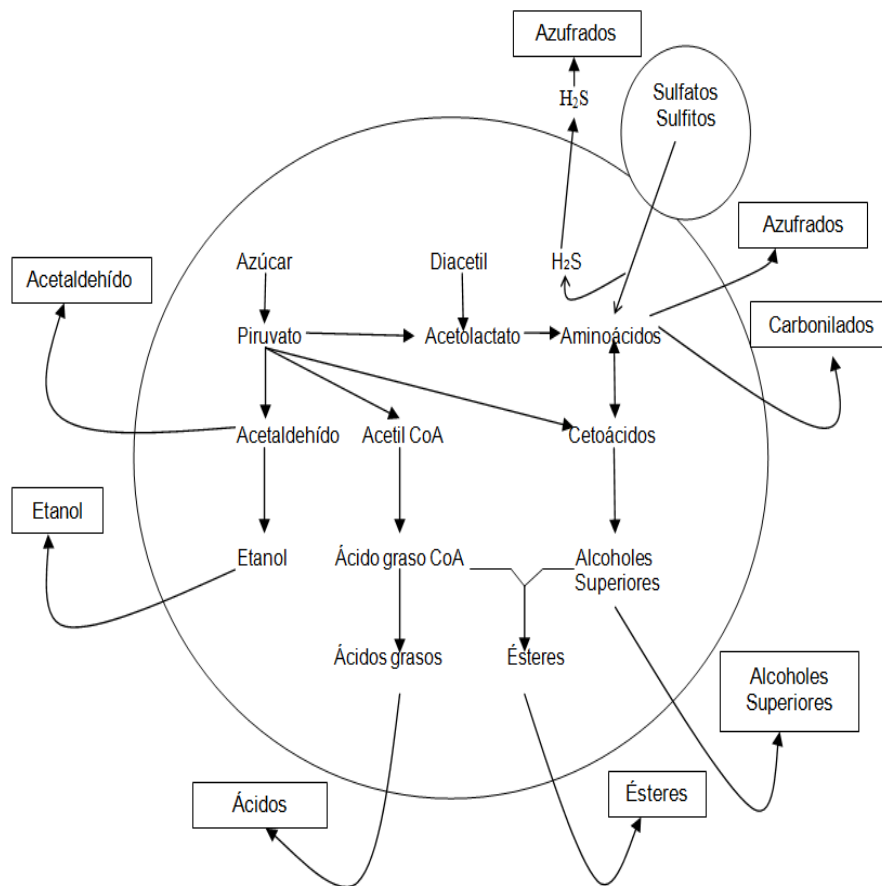 Azufrados
H₂S
Sulfatos
Sulfitos
Azufrados
Acetaldehído
Azúcar
Diacetil
H₂S
Carbonilados
Piruvato
Acetolactato
Aminoácidos
Acetaldehído
Acetil CoA
Cetoácidos
Etanol
Etanol
Ácido graso CoA
Alcoholes
Superiores
Ácidos grasos
Ésteres
Alcoholes
Superiores
Ácidos
Ésteres